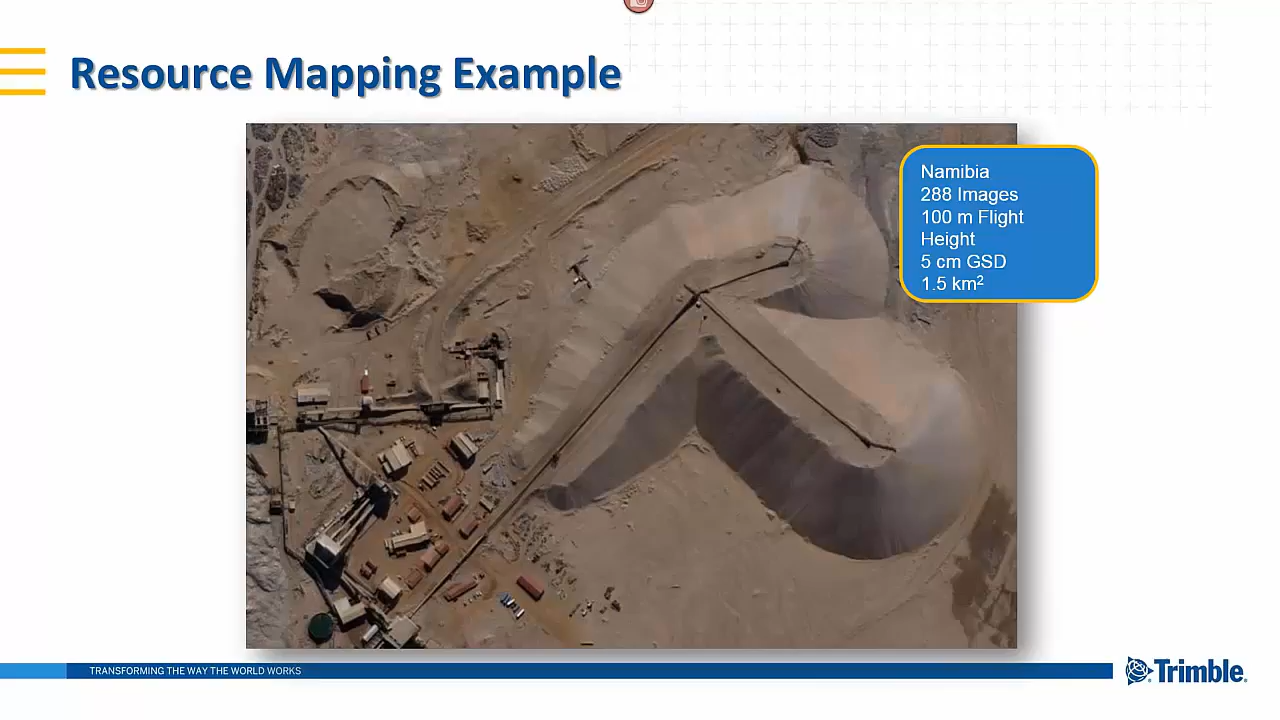 Resource Mapping Example
Namibia
288 Images
100 m Flight
Height
5 cm GSD
1.5 km²
TRANSFORMING THE WAY THE WORLD WORKS
Trimble.